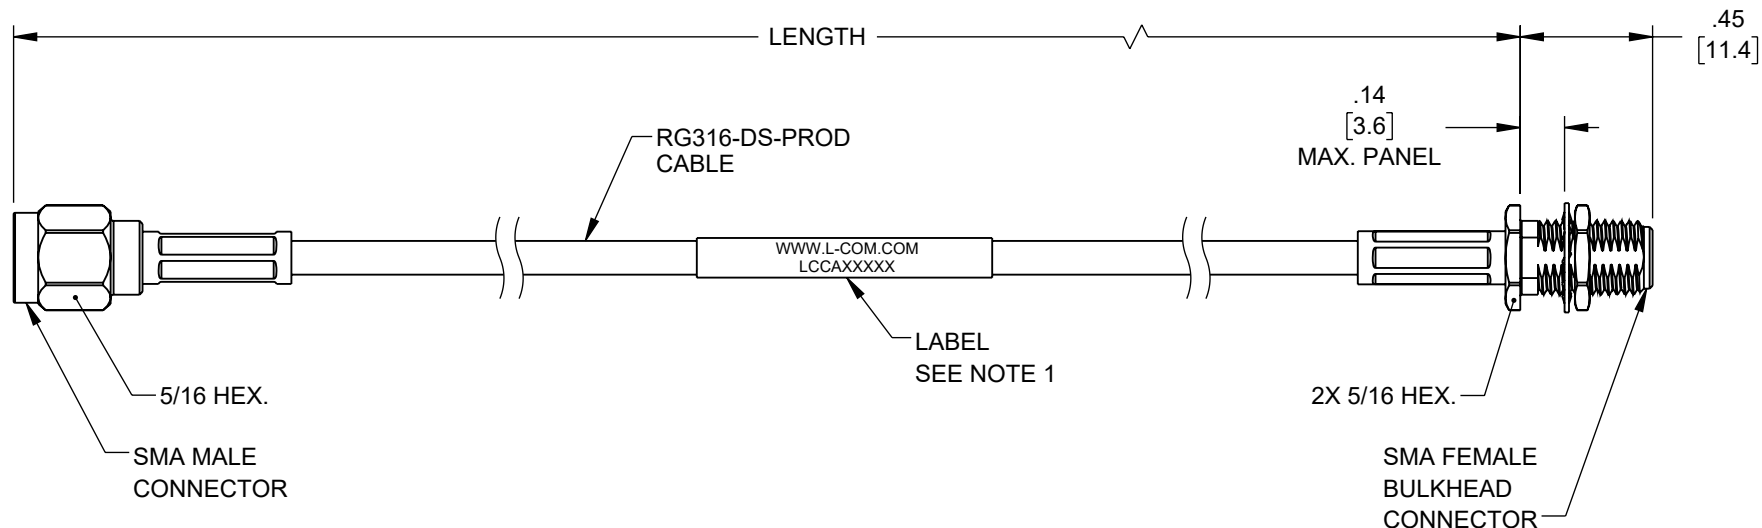 LENGTH
.45
[11.4]
.14
[3.6]
MAX. PANEL
RG316-DS-PROD
CABLE
WWW.L-COM.COM
LCCAXXXXX
LABEL
SEE NOTE 1
5/16 HEX.
2X 5/16 HEX.
SMA MALE
CONNECTOR
SMA FEMALE
BULKHEAD
CONNECTOR